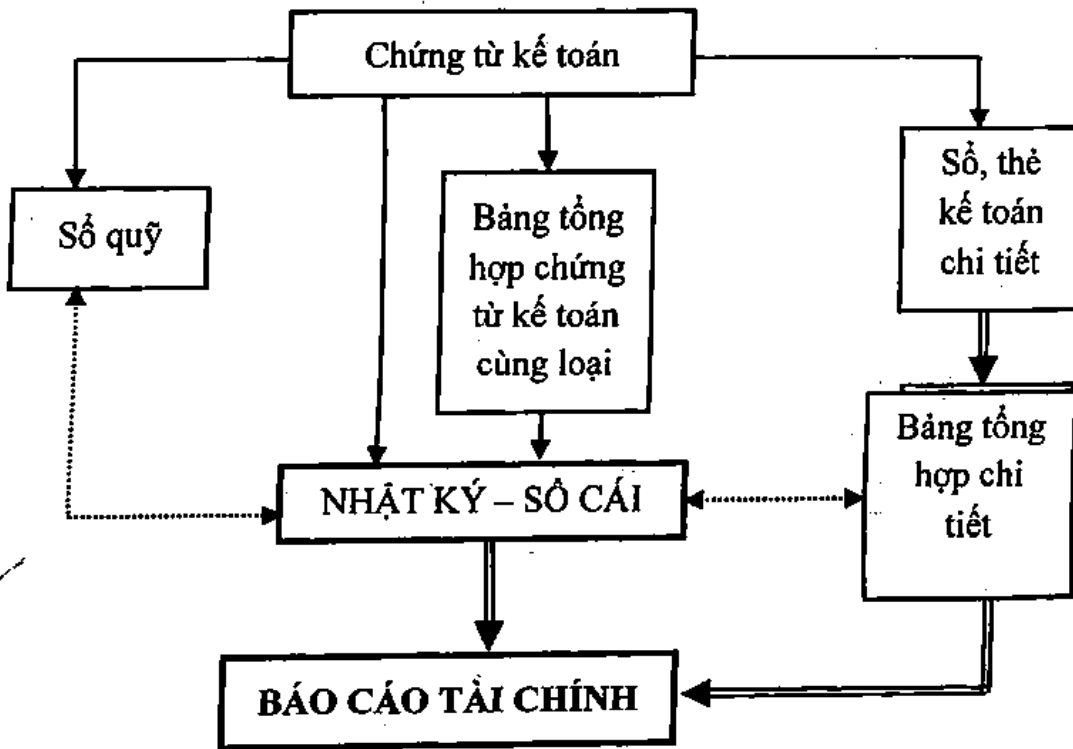 Chứng từ kế toán
Sổ quỹ
Bảng tổng
hợp chứng
từ kế toán
cùng loại
Sổ, thẻ
kế toán
chi tiết
NHẬT KÝ – SỔ CÁI
Bảng tổng
hợp chi
tiết
BÁO CÁO TÀI CHÍNH